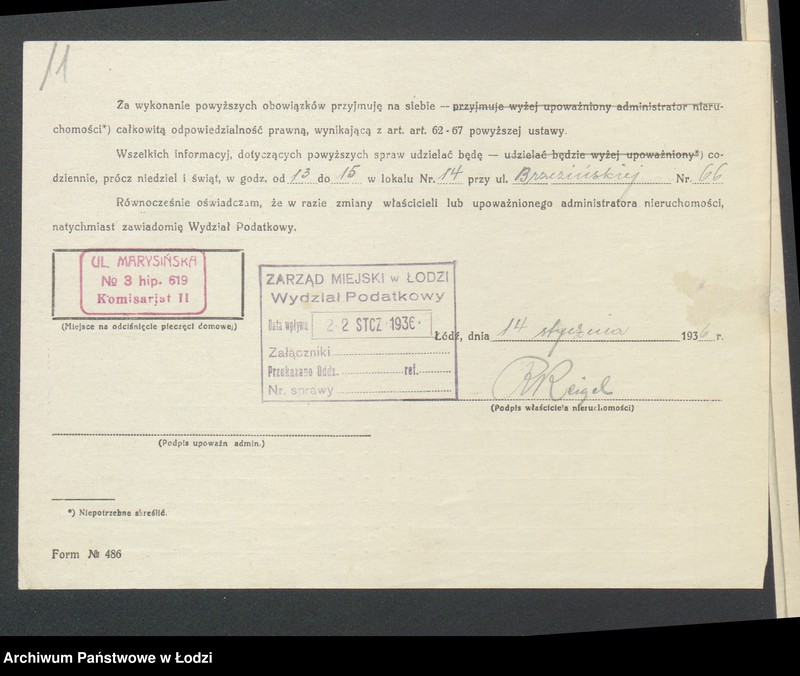 11
Za wykonanie powyższych obowiązków przyjmuję na siebie — przyjmuje wyżej upoważniony administrator nieru-
chomości*) całkowitą odpowiedzialność prawną, wynikającą z art. art. 62-67 powyższej ustawy.
Wszelkich informacyj, dotyczących powyższych spraw udzielać będę — udzielać będzie wyżej upoważniony*) co-
dziennie, prócz niedziel i świąt, w godz. od 13 do 15 w lokalu Nr. 14 przy ul. Brzezińskiej Nr. 66
Równocześnie oświadczam, że w razie zmiany właścicieli lub upoważnionego administratora nieruchomości,
natychmiast zawiadomię Wydział Podatkowy.
UL. MARYSIŃSKA
№ 3 hip. 619
Komisarjat II
(Miejsce na odciśnięcie pieczęci domowej)
ZARZĄD MIEJSKI w ŁODZI
Wydział Podatkowy
Data wpływu 22 STCZ 1936
Załączniki
Przekazano Oddz. ref.
Nr. sprawy
Łódź, dnia 14 stycznia 1936 r.
Reigel
(Podpis właściciela nieruchomości)
(Podpis upoważn admin.)
*) Niepotrzebne skreślić.
Form № 486
Archiwum Państwowe w Łodzi